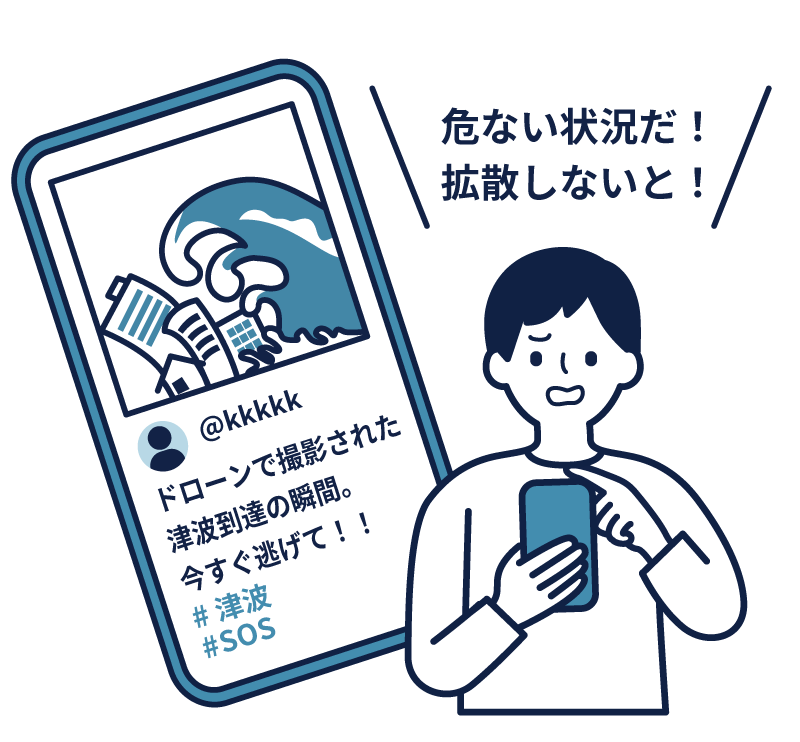 危ない状況だ！
拡散しないと！
@kkkkk
ドローンで撮影された
津波到達の瞬間。
今すぐ逃げて！！
#津波
#SOS